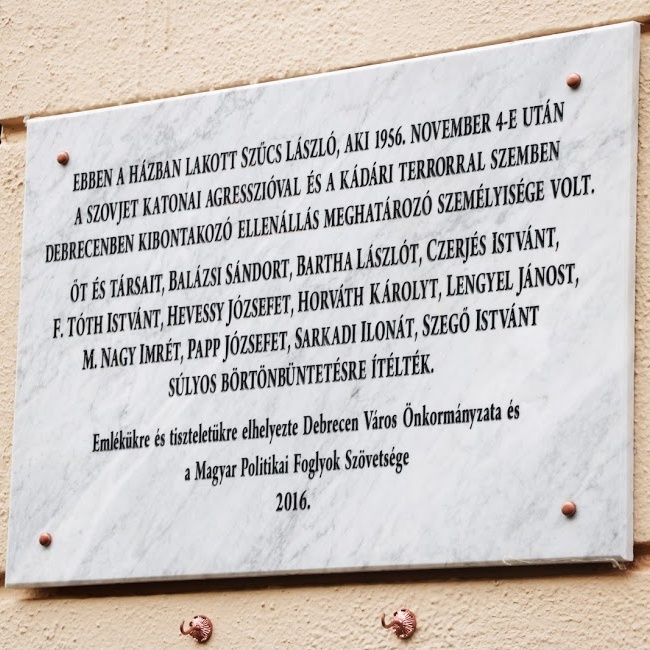 EBBEN A HÁZBAN LAKOTT SZŰCS LÁSZLÓ, AKI 1956. NOVEMBER 4-E UTÁN
A SZOVJET KATONAI AGRESSZIÓVAL ÉS A KÁDÁRI TERRORRAL SZEMBEN
DEBRECENBEN KIBONTAKOZÓ ELLENÁLLÁS MEGHATÁROZÓ SZEMÉLYISÉGE VOLT.
ŐT ÉS TÁRSAIT, BALÁZSI SÁNDORT, BARTHA LÁSZLÓT, CZERJÉS ISTVÁNT,
F. TÓTH ISTVÁNT, HEVESSY JÓZSEFET, HORVÁTH KÁROLYT, LENGYEL JÁNOST,
M. NAGY IMRÉT, PAPP JÓZSEFET, SARKADI ILONÁT, SZEGŐ ISTVÁNT
SÚLYOS BÖRTÖNBÜNTETÉSRE ÍTÉLTÉK.
Emlékükre és tiszteletükre elhelyezte Debrecen Város Önkormányzata és
a Magyar Politikai Foglyok Szövetsége
2016.